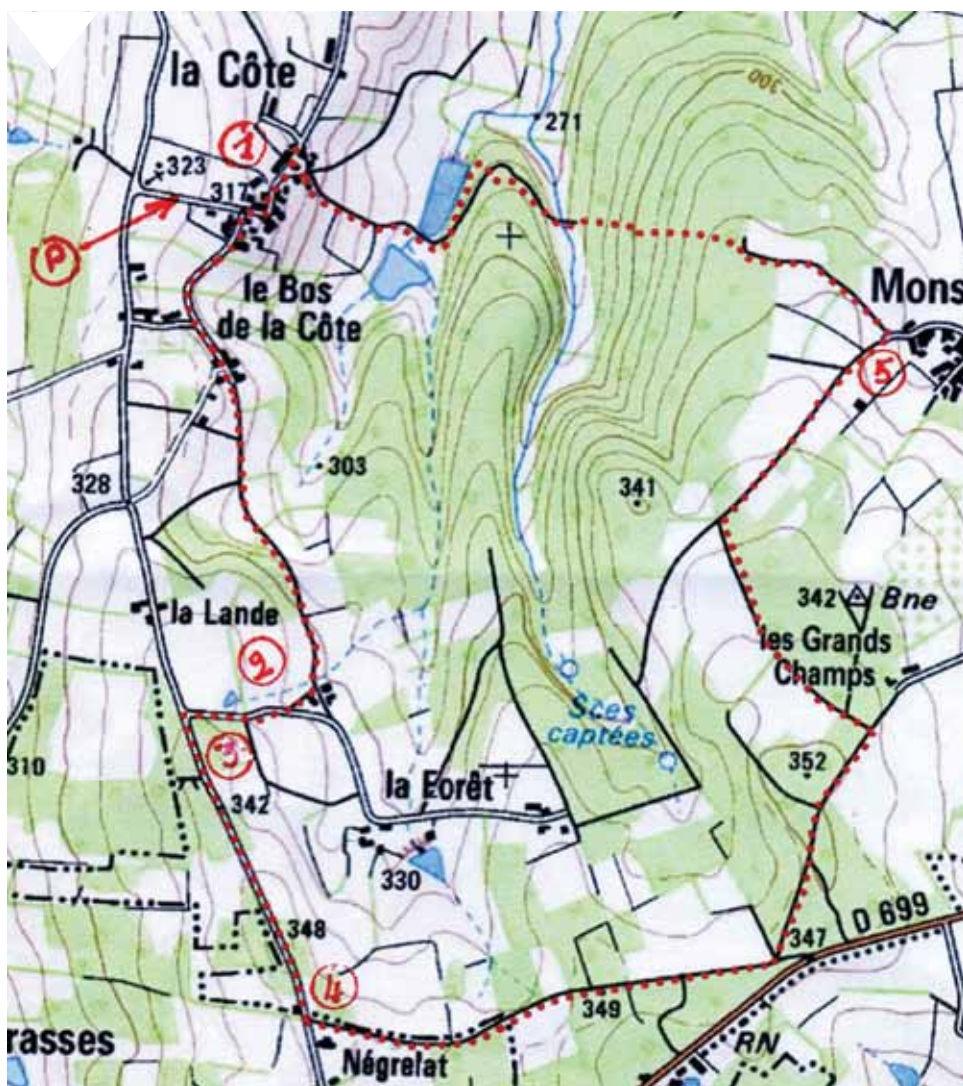 la Côte
300
271
1
323
317
P
Mons
le Bos
de la Côte
5
303
341
328
342
Bne
la Lande
les Grands
Champs
2
Sces
captées
3
310
352
342
la Forêt
330
D 699
348
347
4
349
rasses
RN
Négrelat